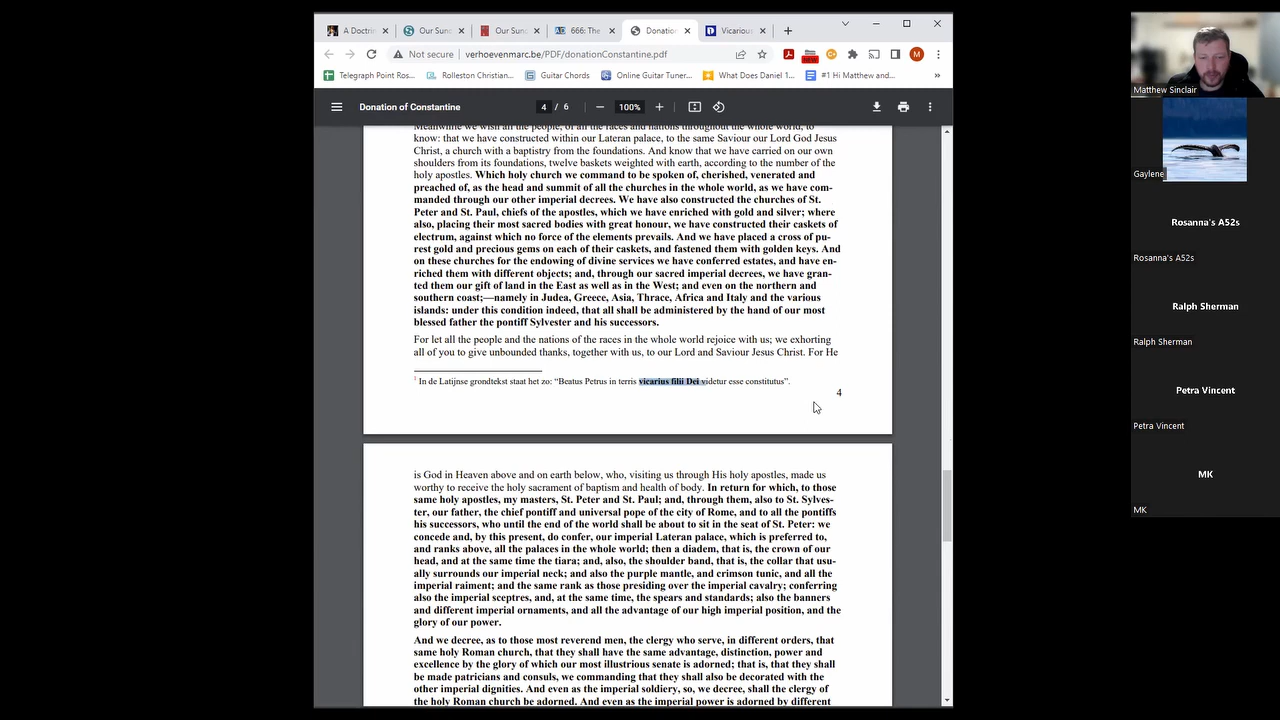 A Doctrin
Our Sund
Our Sund
666: The
Donation
Vicarious
Not secure
verhoevenmarc.be/PDF/donationConstantine.pdf
NEW
M
Telegraph Point Ros...
Rolleston Christian...
Guitar Chords
Online Guitar Tuner...
What Does Daniel 1...
#1 Hi Matthew and...
»
Donation of Constantine
4 / 6
100%
Meanwhile we wish all the people, of all the races and nations throughout the whole world, to
know: that we have constructed within our Lateran palace, to the same Saviour our Lord God Jesus
Christ, a church with a baptistry from the foundations. And know that we have carried on our own
shoulders from its foundations, twelve baskets weighted with earth, according to the number of the
holy apostles. Which holy church we command to be spoken of, cherished, venerated and
preached of, as the head and summit of all the churches in the whole world, as we have com-
manded through our other imperial decrees. We have also constructed the churches of St.
Peter and St. Paul, chiefs of the apostles, which we have enriched with gold and silver; where
also, placing their most sacred bodies with great honour, we have constructed their caskets of
electrum, against which no force of the elements prevails. And we have placed a cross of pu-
rest gold and precious gems on each of their caskets, and fastened them with golden keys. And
on these churches for the endowing of divine services we have conferred estates, and have en-
riched them with different objects; and, through our sacred imperial decrees, we have gran-
ted them our gift of land in the East as well as in the West; and even on the northern and
southern coast;—namely in Judea, Greece, Asia, Thrace, Africa and Italy and the various
islands: under this condition indeed, that all shall be administered by the hand of our most
blessed father the pontiff Sylvester and his successors.
For let all the people and the nations of the races in the whole world rejoice with us; we exhorting
all of you to give unbounded thanks, together with us, to our Lord and Saviour Jesus Christ. For He
In de Latijnse grondtekst staat het zo: “Beatus Petrus in terris vicarius filii Dei videtur esse constitutus”.
4
is God in Heaven above and on earth below, who, visiting us through His holy apostles, made us
worthy to receive the holy sacrament of baptism and health of body. In return for which, to those
same holy apostles, my masters, St. Peter and St. Paul; and, through them, also to St. Sylves-
ter, our father, the chief pontiff and universal pope of the city of Rome, and to all the pontiffs
his successors, who until the end of the world shall be about to sit in the seat of St. Peter: we
concede and, by this present, do confer, our imperial Lateran palace, which is preferred to,
and ranks above, all the palaces in the whole world; then a diadem, that is, the crown of our
head, and at the same time the tiara; and, also, the shoulder band, that is, the collar that usu-
ally surrounds our imperial neck; and also the purple mantle, and crimson tunic, and all the
imperial raiment; and the same rank as those presiding over the imperial cavalry; conferring
also the imperial sceptres, and, at the same time, the spears and standards; also the banners
and different imperial ornaments, and all the advantage of our high imperial position, and the
glory of our power.
And we decree, as to those most reverend men, the clergy who serve, in different orders, that
same holy Roman church, that they shall have the same advantage, distinction, power and
excellence by the glory of which our most illustrious senate is adorned; that is, that they shall
be made patricians and consuls, we commanding that they shall also be decorated with the
other imperial dignities. And even as the imperial soldiery, so, we decree, shall the clergy of
the holy Roman church be adorned. And even as the imperial power is adorned by different
Matthew Sinclair
Gaylene
Rosanna's A52s
Rosanna's A52s
Ralph Sherman
Ralph Sherman
Petra Vincent
Petra Vincent
MK
MK